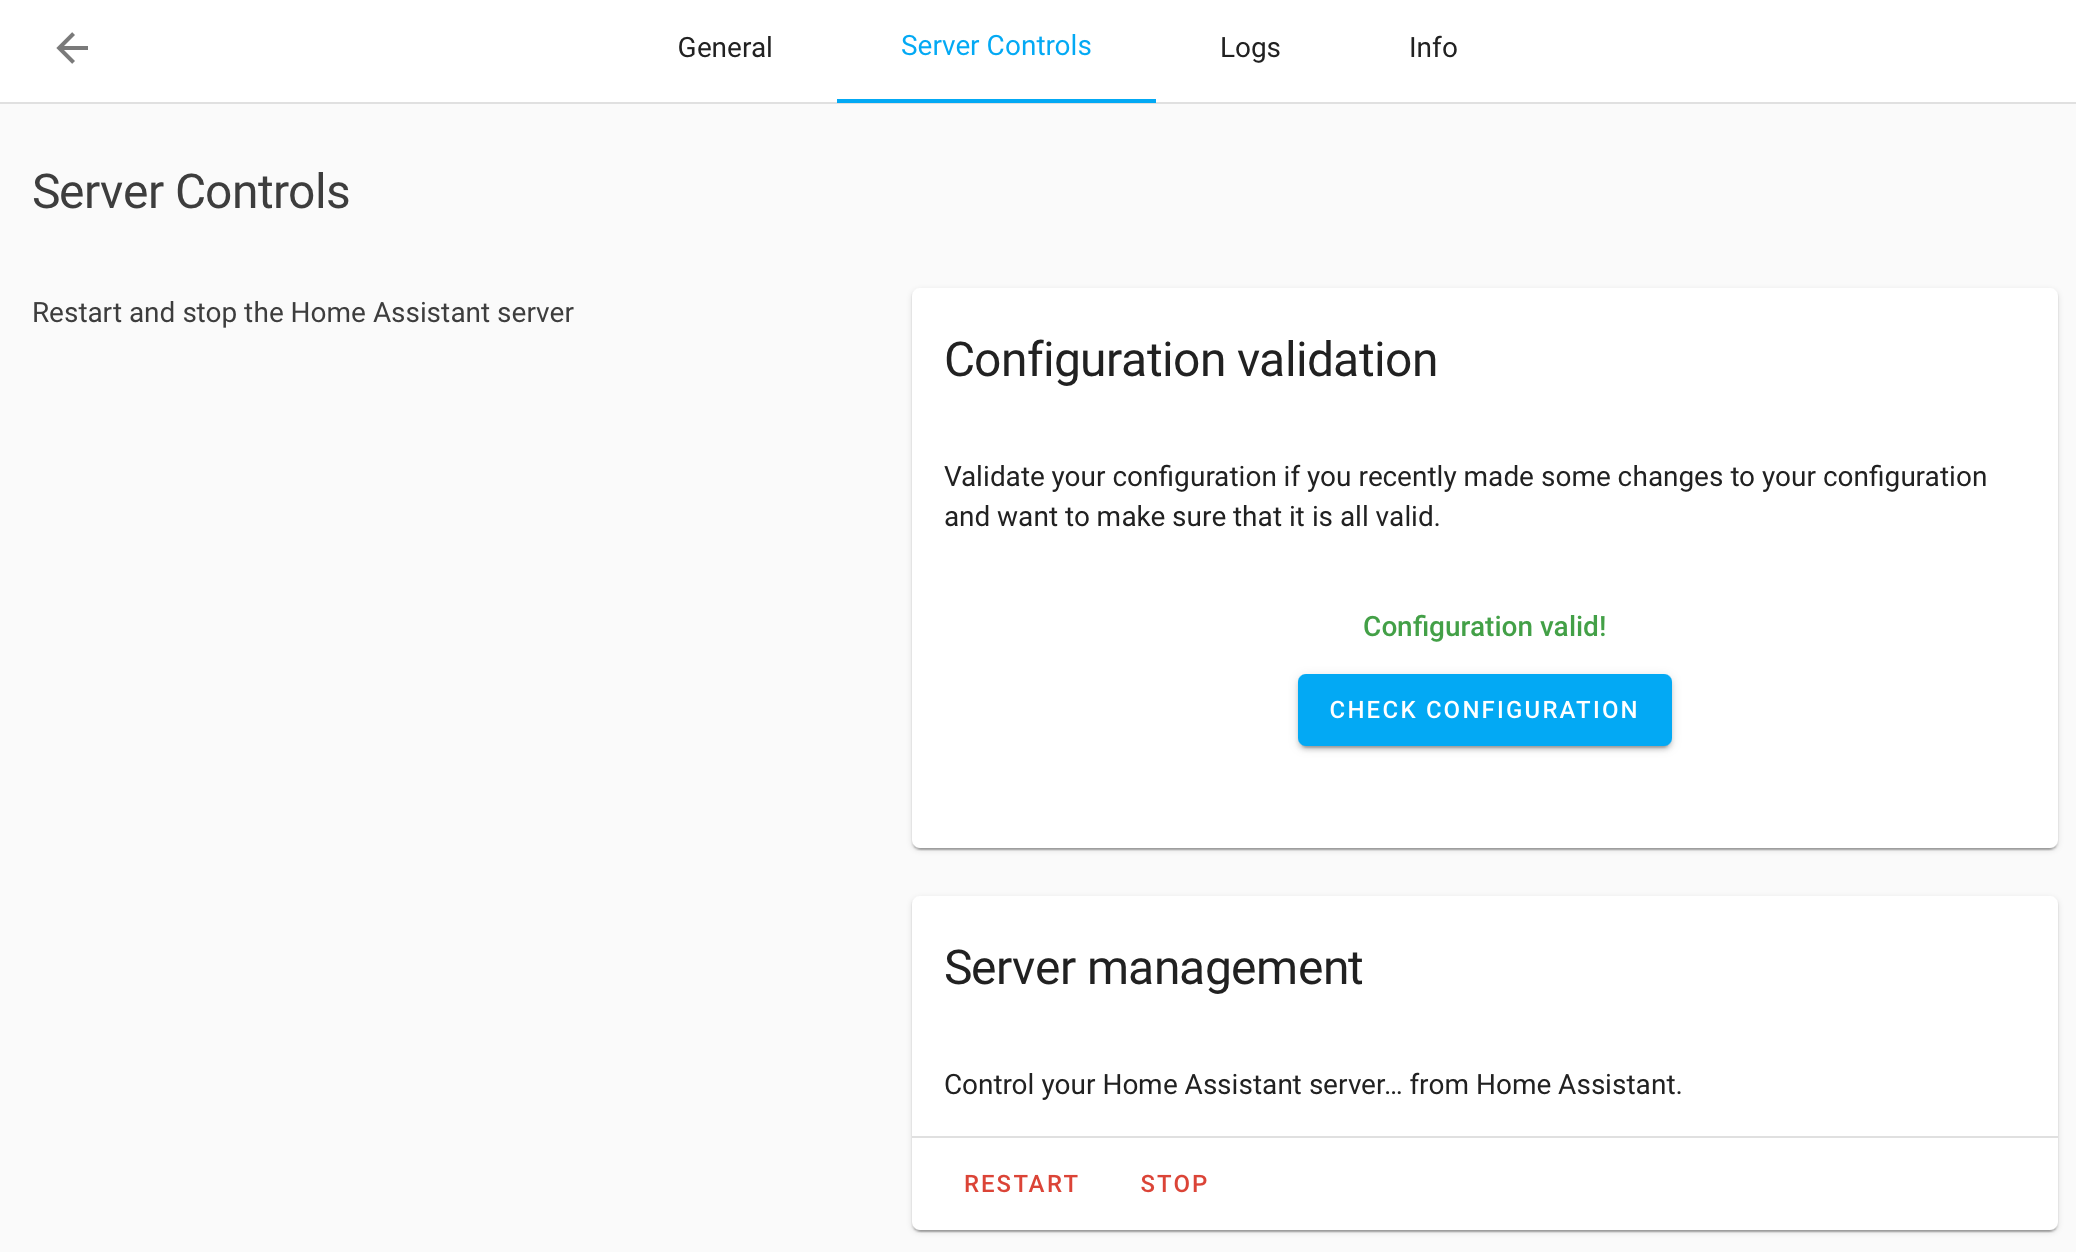 General
Server Controls
Logs
Info
Server Controls
Restart and stop the Home Assistant server
Configuration validation
Validate your configuration if you recently made some changes to your configuration
and want to make sure that it is all valid.
Configuration valid!
CHECK CONFIGURATION
Server management
Control your Home Assistant server… from Home Assistant.
RESTART
STOP